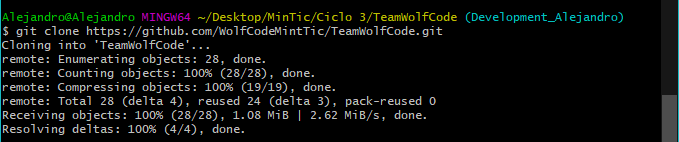 Alejandro@Alejandro MINGW64 ~/Desktop/MinTic/Ciclo 3/TeamWolfCode (Development_Alejandro)
$ git clone https://github.com/WolfCodeMintTic/TeamWolfCode.git
Cloning into 'TeamWolfCode'...
remote: Enumerating objects: 28, done.
remote: Counting objects: 100% (28/28), done.
remote: Compressing objects: 100% (19/19), done.
remote: Total 28 (delta 4), reused 24 (delta 3), pack-reused 0
Receiving objects: 100% (28/28), 1.08 MiB | 2.62 MiB/s, done.
Resolving deltas: 100% (4/4), done.